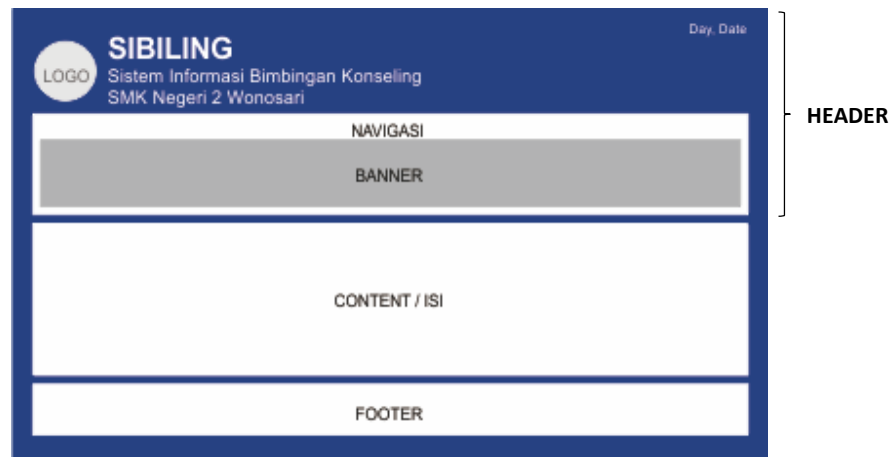 Day, Date
SIBILING
LOGO
Sistem Informasi Bimbingan Konseling
SMK Negeri 2 Wonosari
HEADER
NAVIGASI
BANNER
CONTENT / ISI
FOOTER